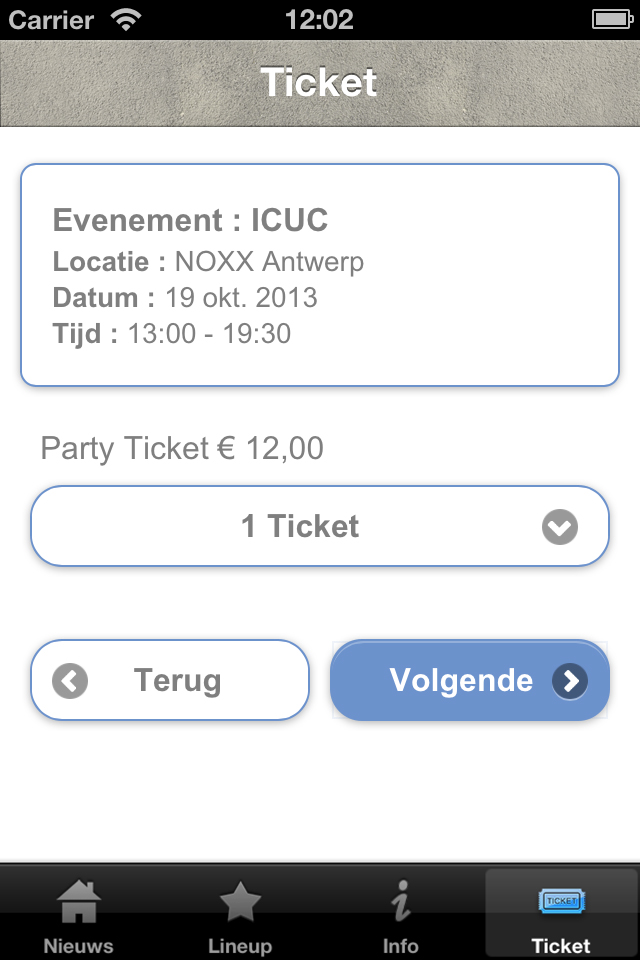 Carrier 12:02
Ticket
Evenement : ICUC
Locatie : NOXX Antwerp
Datum : 19 okt. 2013
Tijd : 13:00 - 19:30
Party Ticket € 12,00
1 Ticket
Terug Volgende
TICKET
Nieuws Lineup Info Ticket